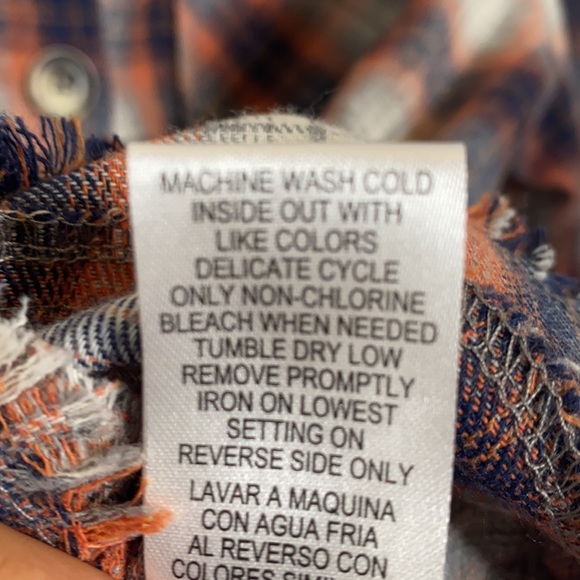 MACHINE WASH COLD
INSIDE OUT WITH
LIKE COLORS
DELICATE CYCLE
ONLY NON-CHLORINE
BLEACH WHEN NEEDED
TUMBLE DRY LOW
REMOVE PROMPTLY
IRON ON LOWEST
SETTING ON
REVERSE SIDE ONLY
LAVAR A MAQUINA
CON AGUA FRIA
AL REVERSO CON
COLORES